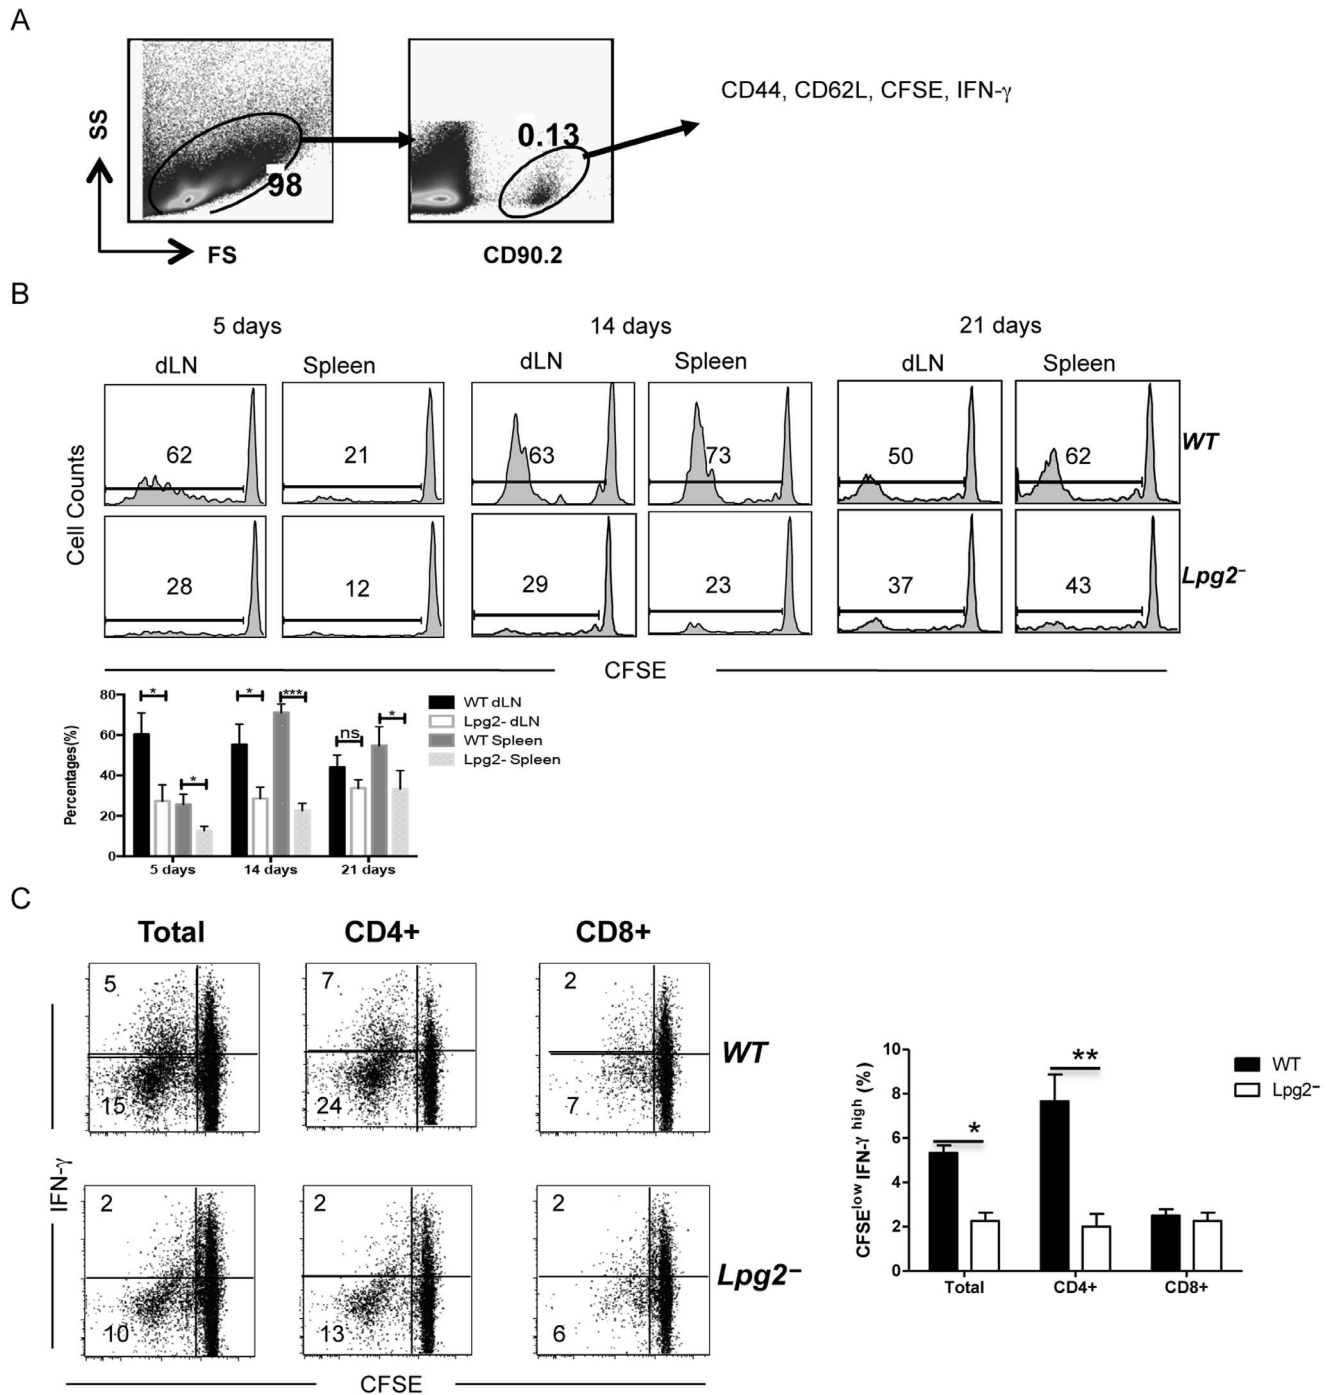 A
SS
98
FS
0.13
CD90.2
CD44, CD62L, CFSE, IFN-γ
B
5 days 14 days 21 days
dLN Spleen dLN Spleen dLN Spleen
Cell Counts
62 21 63 73 50 62 WT
28 12 29 23 37 43 Lpg2⁻
CFSE
Percentages(%)
80
60
40
20
0
* * * *** ns *
5 days 14 days 21 days
WT dLN
Lpg2- dLN
WT Spleen
Lpg2- Spleen
C
Total CD4+ CD8+
5 7 2
15 24 7
WT
IFN-γ
2 2 2
10 13 6
Lpg2⁻
CFSE
CFSElow IFN-γ high (%)
10
8
6
4
2
0
* **
Total CD4+ CD8+
WT
Lpg2⁻